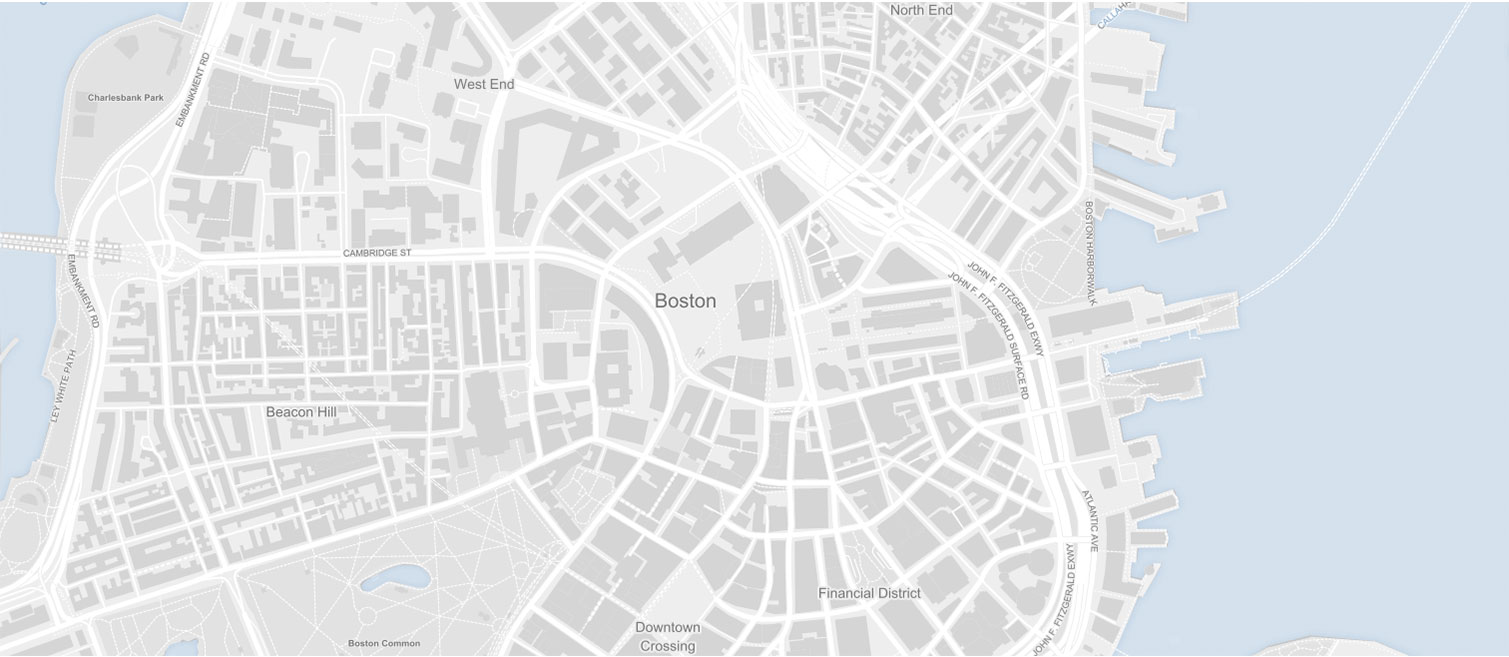 North End
CALLAHA
EMBANKMENT RD
West End
Charlesbank Park
BOSTON HARBORWALK
CAMBRIDGE ST
EMBANKMENT RD
JOHN F. FITZGERALD EXWY
JOHN F. FITZGERALD SURFACE RD
Boston
LEY WHITE PATH
Beacon Hill
ATLANTIC AVE
JOHN F. FITZGERALD EXWY
Financial District
Downtown
Crossing
Boston Common